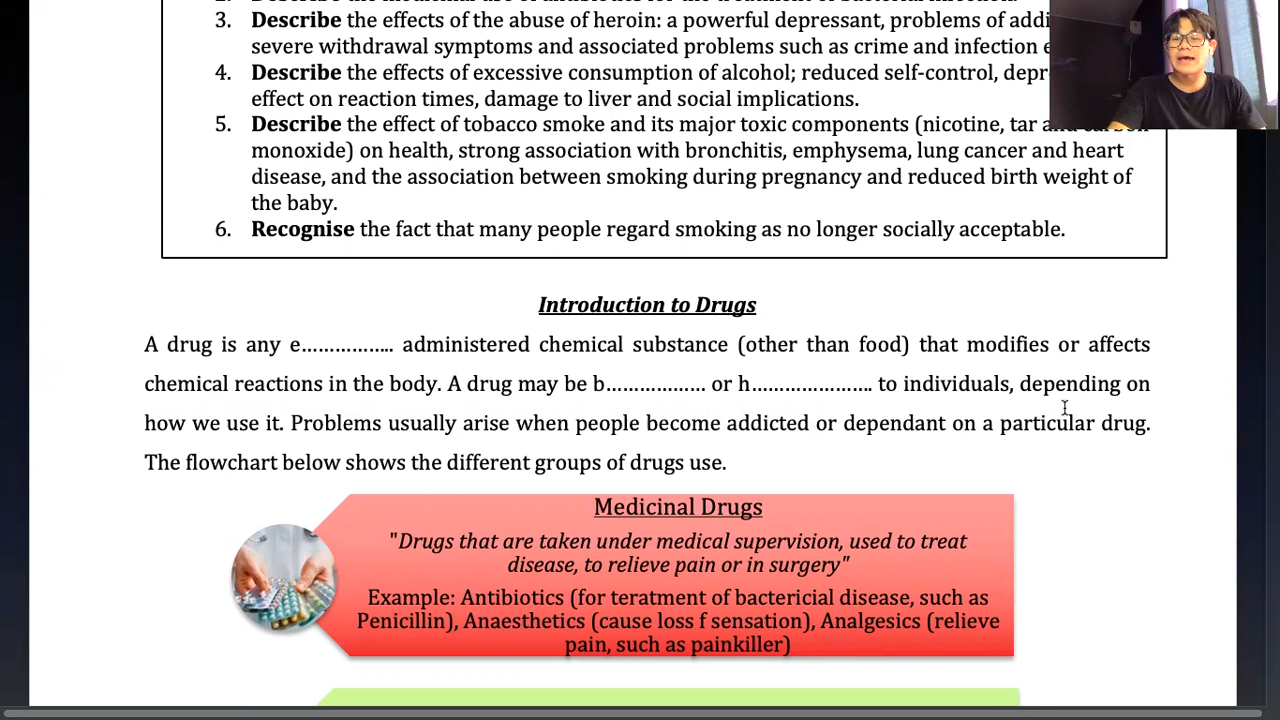 3. Describe the effects of the abuse of heroin: a powerful depressant, problems of addi
severe withdrawal symptoms and associated problems such as crime and infection e
4. Describe the effects of excessive consumption of alcohol; reduced self-control, depr
effect on reaction times, damage to liver and social implications.
5. Describe the effect of tobacco smoke and its major toxic components (nicotine, tar and carbon
monoxide) on health, strong association with bronchitis, emphysema, lung cancer and heart
disease, and the association between smoking during pregnancy and reduced birth weight of
the baby.
6. Recognise the fact that many people regard smoking as no longer socially acceptable.
Introduction to Drugs
A drug is any e................. administered chemical substance (other than food) that modifies or affects
chemical reactions in the body. A drug may be b.................. or h...................... to individuals, depending on
how we use it. Problems usually arise when people become addicted or dependant on a particular drug.
The flowchart below shows the different groups of drugs use.
Medicinal Drugs
"Drugs that are taken under medical supervision, used to treat
disease, to relieve pain or in surgery"
Example: Antibiotics (for teratment of bactericial disease, such as
Penicillin), Anaesthetics (cause loss f sensation), Analgesics (relieve
pain, such as painkiller)